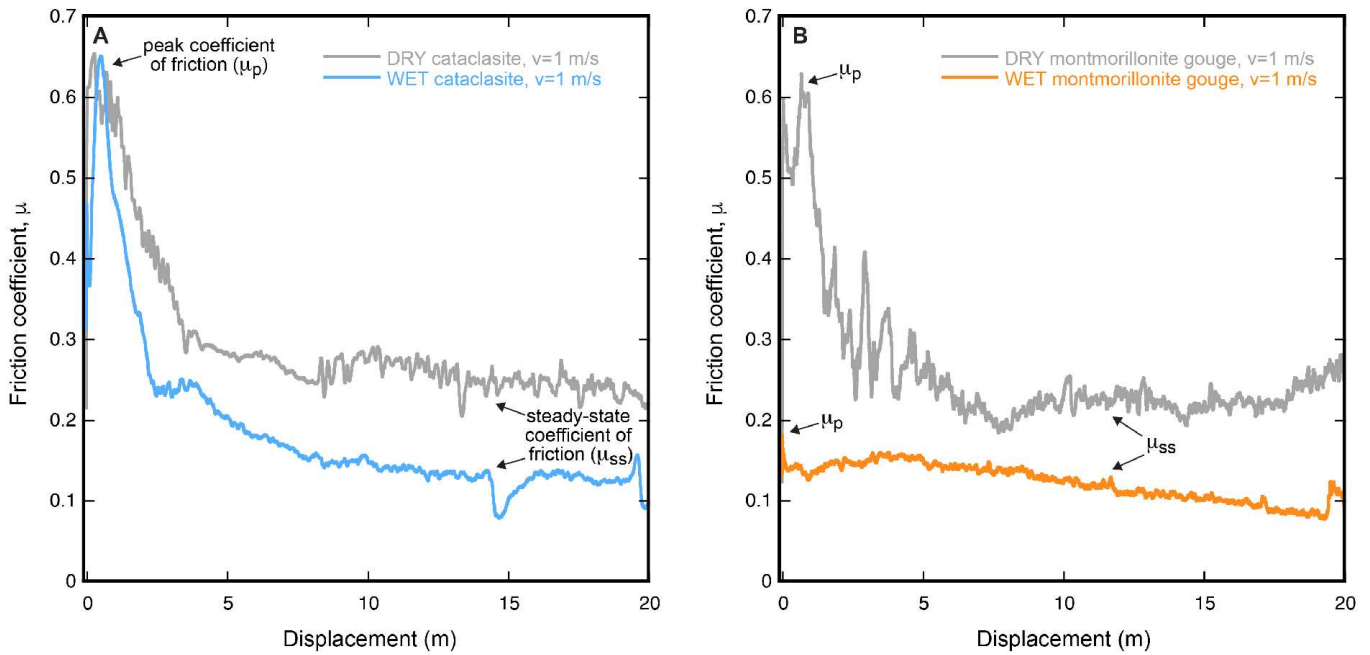 A
peak coefficient
of friction (μp)
DRY cataclasite, v=1 m/s
WET cataclasite, v=1 m/s
steady-state
coefficient of
friction (μss)
Friction coefficient, μ
0.7
0.6
0.5
0.4
0.3
0.2
0.1
0
0
5
10
15
20
Displacement (m)
B
DRY montmorillonite gouge, v=1 m/s
WET montmorillonite gouge, v=1 m/s
μp
μp
μss
Friction coefficient, μ
0.7
0.6
0.5
0.4
0.3
0.2
0.1
0
0
5
10
15
20
Displacement (m)